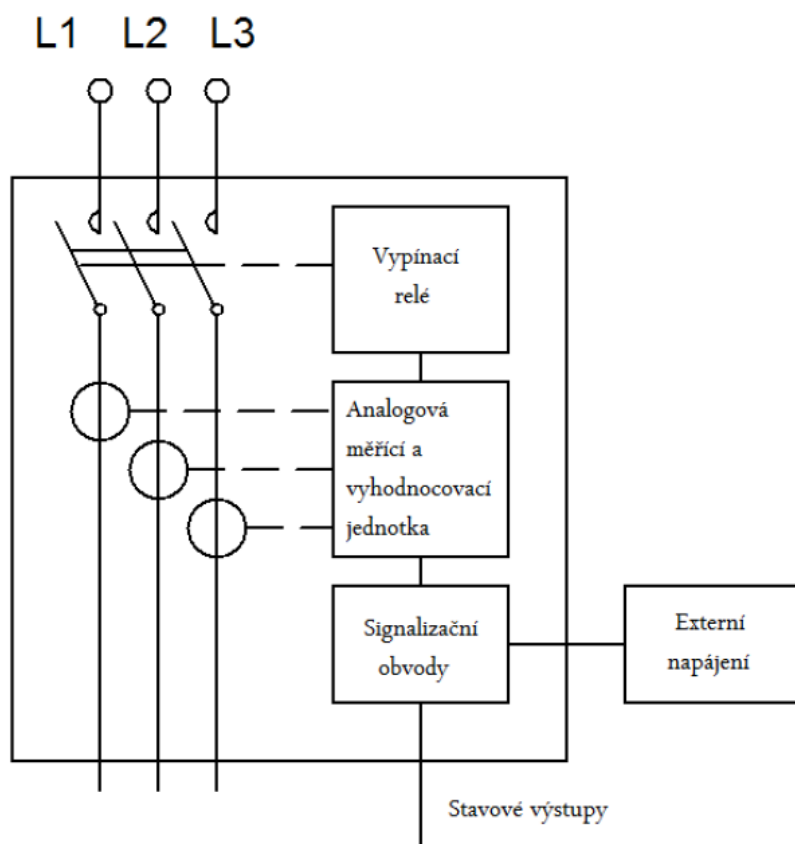 L1 L2 L3
Vypínací
relé
Analogová
měřící a
vyhodnocovací
jednotka
Signalizační
obvody
Externí
napájení
Stavové výstupy